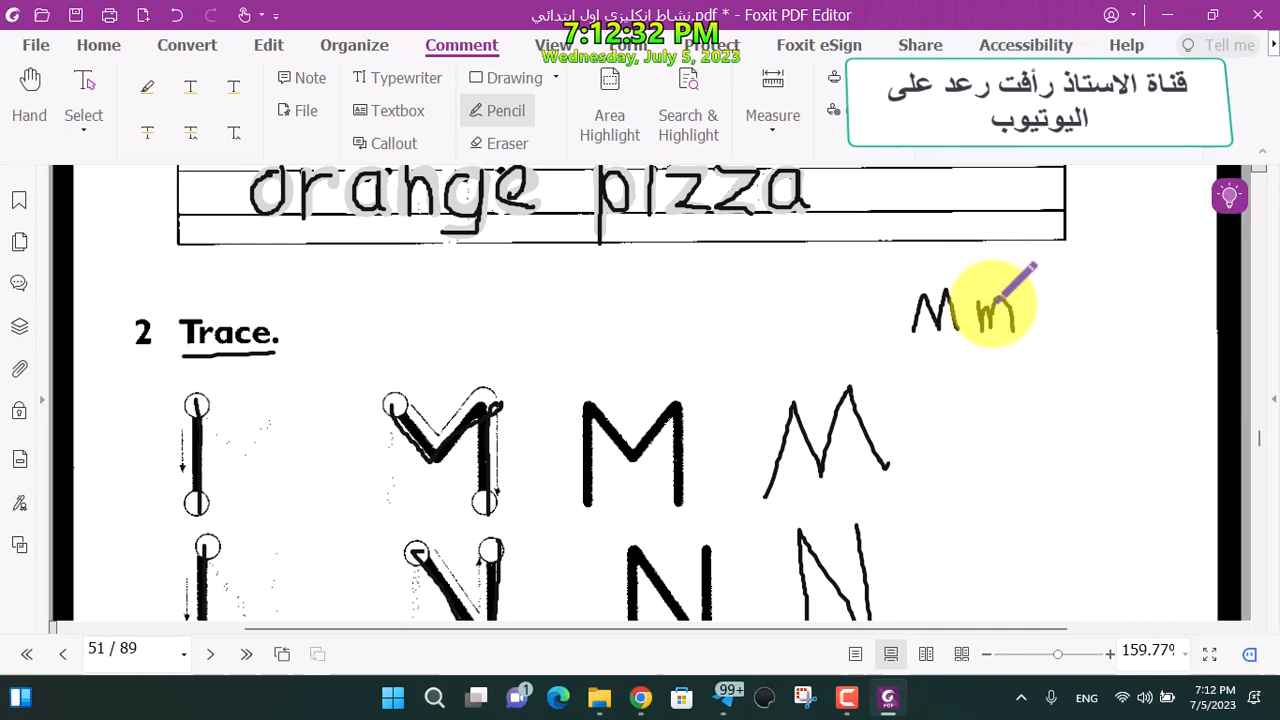 نشاط انكليزي اول ابتدائي.pdf * - Foxit PDF Editor
7:12:32 PM
Wednesday, July 5, 2023
File Home Convert Edit Organize Comment View Form Protect Foxit eSign Share Accessibility Help Tell me
Hand Select Note File Typewriter Textbox Callout Drawing Pencil Eraser Area Highlight Search & Highlight Measure
قناة الاستاذ رأفت رعد على
اليوتيوب
orange pizza
M m
2 Trace.
I M M M
I N N N
51 / 89 159.77%
99+ 1 ENG 7:12 PM
7/5/2023